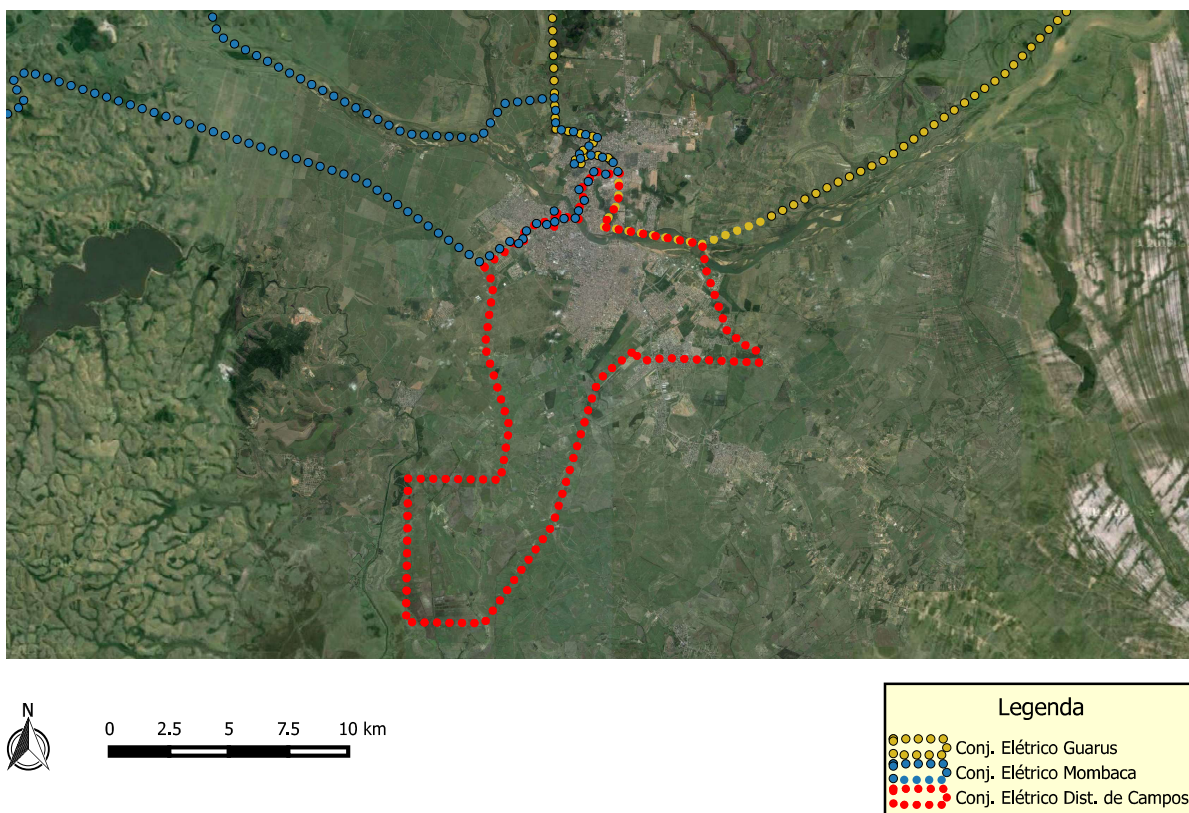 N
0 2.5 5 7.5 10 km
Legenda
Conj. Elétrico Guarus
Conj. Elétrico Mombaca
Conj. Elétrico Dist. de Campos